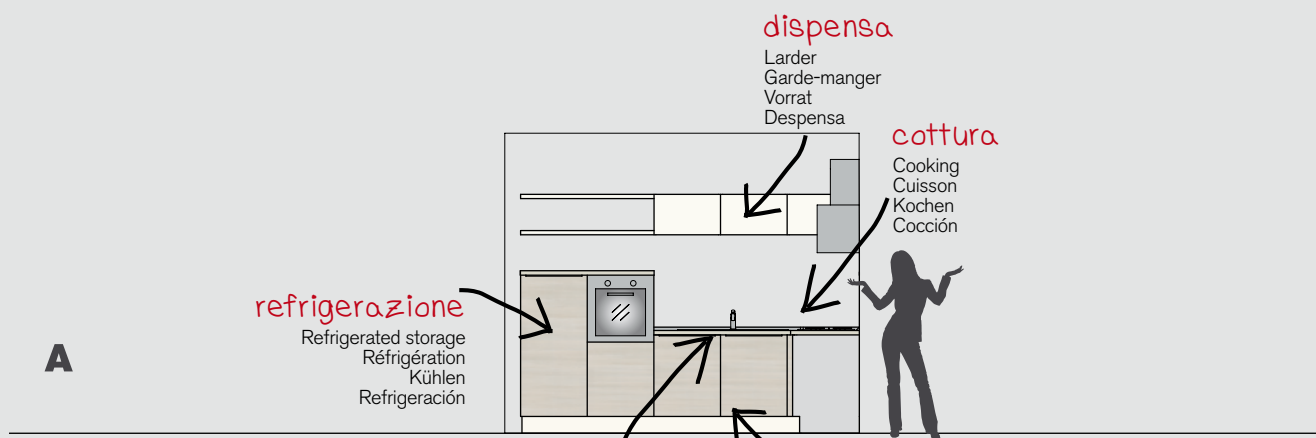 dispensa
Larder
Garde-manger
Vorrat
Despensa
cottura
Cooking
Cuisson
Kochen
Cocción
refrigerazione
Refrigerated storage
Réfrigération
Kühlen
Refrigeración
A